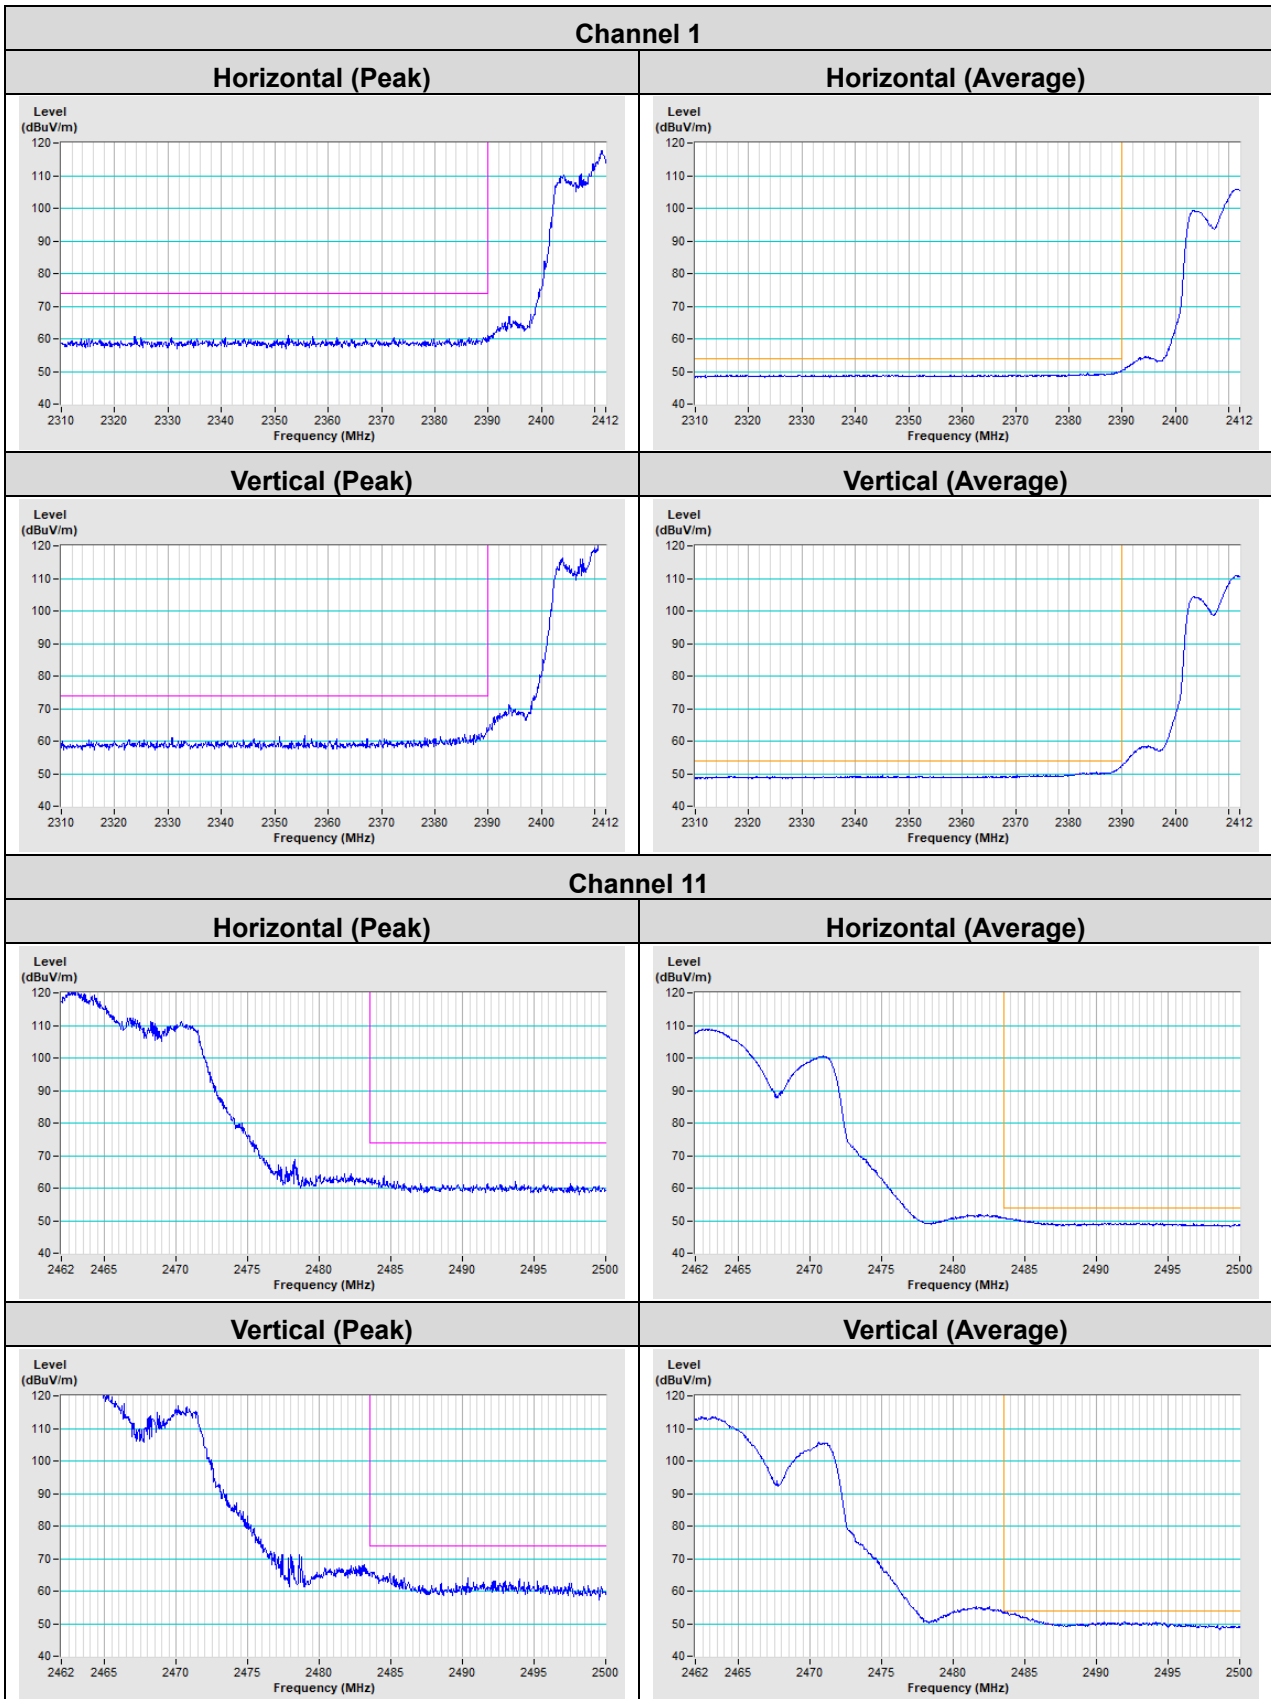 Channel 1
Horizontal (Peak)
Horizontal (Average)
Level
(dBuV/m)
120
110
100
90
80
70
60
50
40
2310 2320 2330 2340 2350 2360 2370 2380 2390 2400 2412
Frequency (MHz)
Level
(dBuV/m)
120
110
100
90
80
70
60
50
40
2310 2320 2330 2340 2350 2360 2370 2380 2390 2400 2412
Frequency (MHz)
Vertical (Peak)
Vertical (Average)
Level
(dBuV/m)
120
110
100
90
80
70
60
50
40
2310 2320 2330 2340 2350 2360 2370 2380 2390 2400 2412
Frequency (MHz)
Level
(dBuV/m)
120
110
100
90
80
70
60
50
40
2310 2320 2330 2340 2350 2360 2370 2380 2390 2400 2412
Frequency (MHz)
Channel 11
Horizontal (Peak)
Horizontal (Average)
Level
(dBuV/m)
120
110
100
90
80
70
60
50
40
2462 2465 2470 2475 2480 2485 2490 2495 2500
Frequency (MHz)
Level
(dBuV/m)
120
110
100
90
80
70
60
50
40
2462 2465 2470 2475 2480 2485 2490 2495 2500
Frequency (MHz)
Vertical (Peak)
Vertical (Average)
Level
(dBuV/m)
120
110
100
90
80
70
60
50
40
2462 2465 2470 2475 2480 2485 2490 2495 2500
Frequency (MHz)
Level
(dBuV/m)
120
110
100
90
80
70
60
50
40
2462 2465 2470 2475 2480 2485 2490 2495 2500
Frequency (MHz)